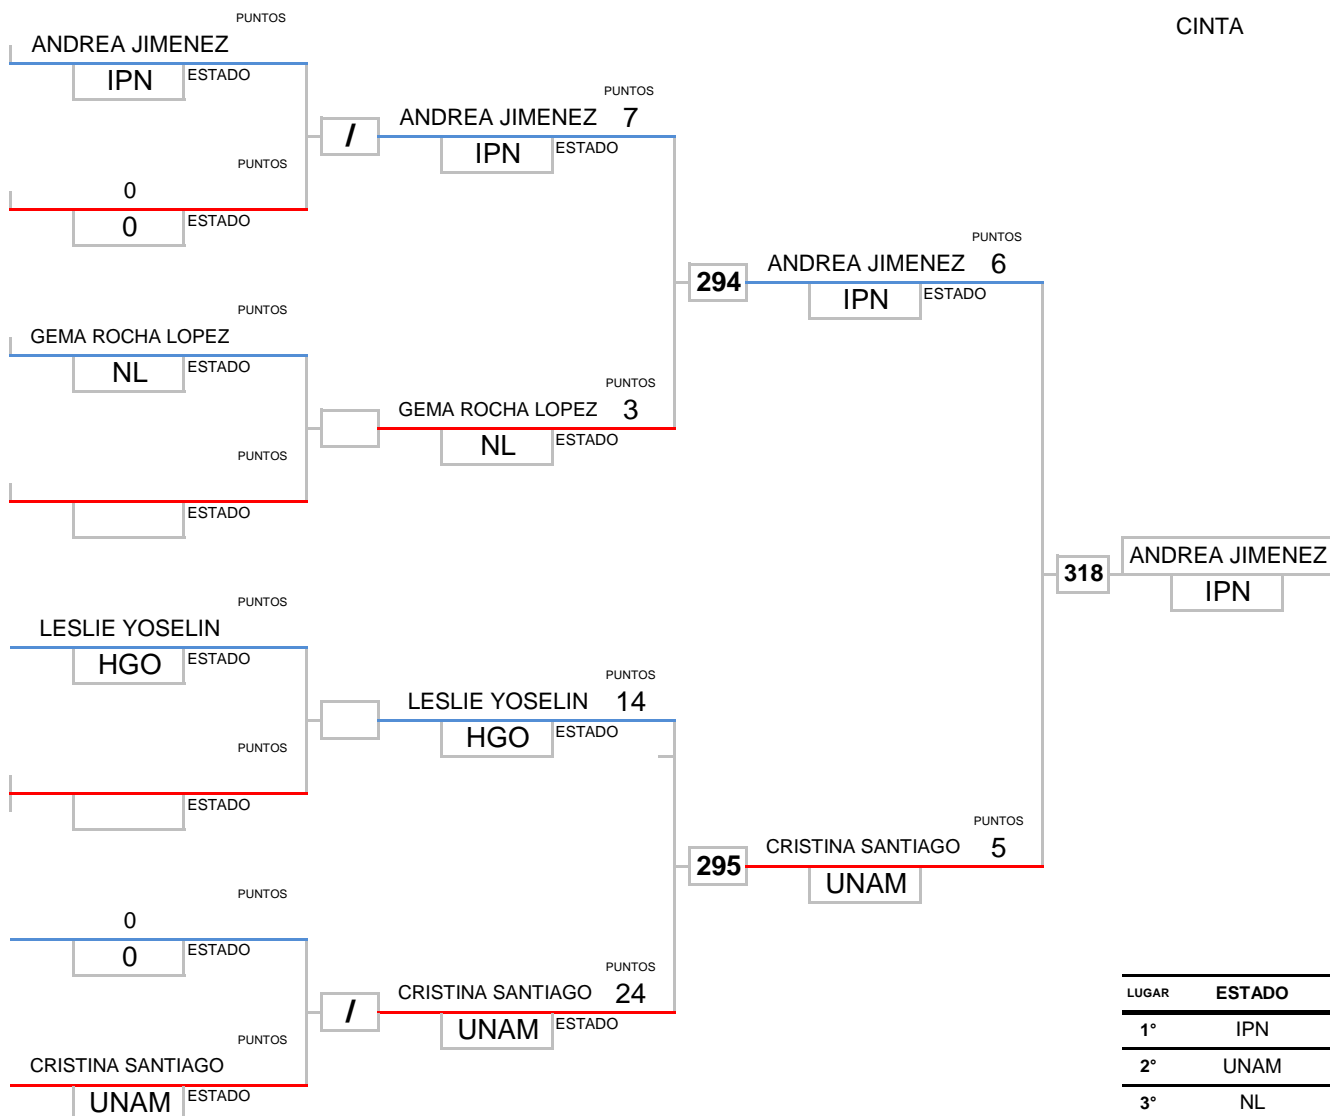 PUNTOS
CINTA
ANDREA JIMENEZ
IPN ESTADO
PUNTOS
ANDREA JIMENEZ 7
/
IPN ESTADO
PUNTOS
0
0 ESTADO
PUNTOS
ANDREA JIMENEZ 6
294
IPN ESTADO
PUNTOS
GEMA ROCHA LOPEZ
NL ESTADO
PUNTOS
GEMA ROCHA LOPEZ 3
NL ESTADO
PUNTOS
ESTADO
ANDREA JIMENEZ
318
IPN
PUNTOS
LESLIE YOSELIN
HGO ESTADO
PUNTOS
LESLIE YOSELIN 14
HGO ESTADO
PUNTOS
ESTADO
PUNTOS
CRISTINA SANTIAGO 5
295
UNAM
PUNTOS
0
0 ESTADO
PUNTOS
CRISTINA SANTIAGO 24
/
UNAM ESTADO
PUNTOS
CRISTINA SANTIAGO
UNAM ESTADO
LUGAR ESTADO
1° IPN
2° UNAM
3° NL